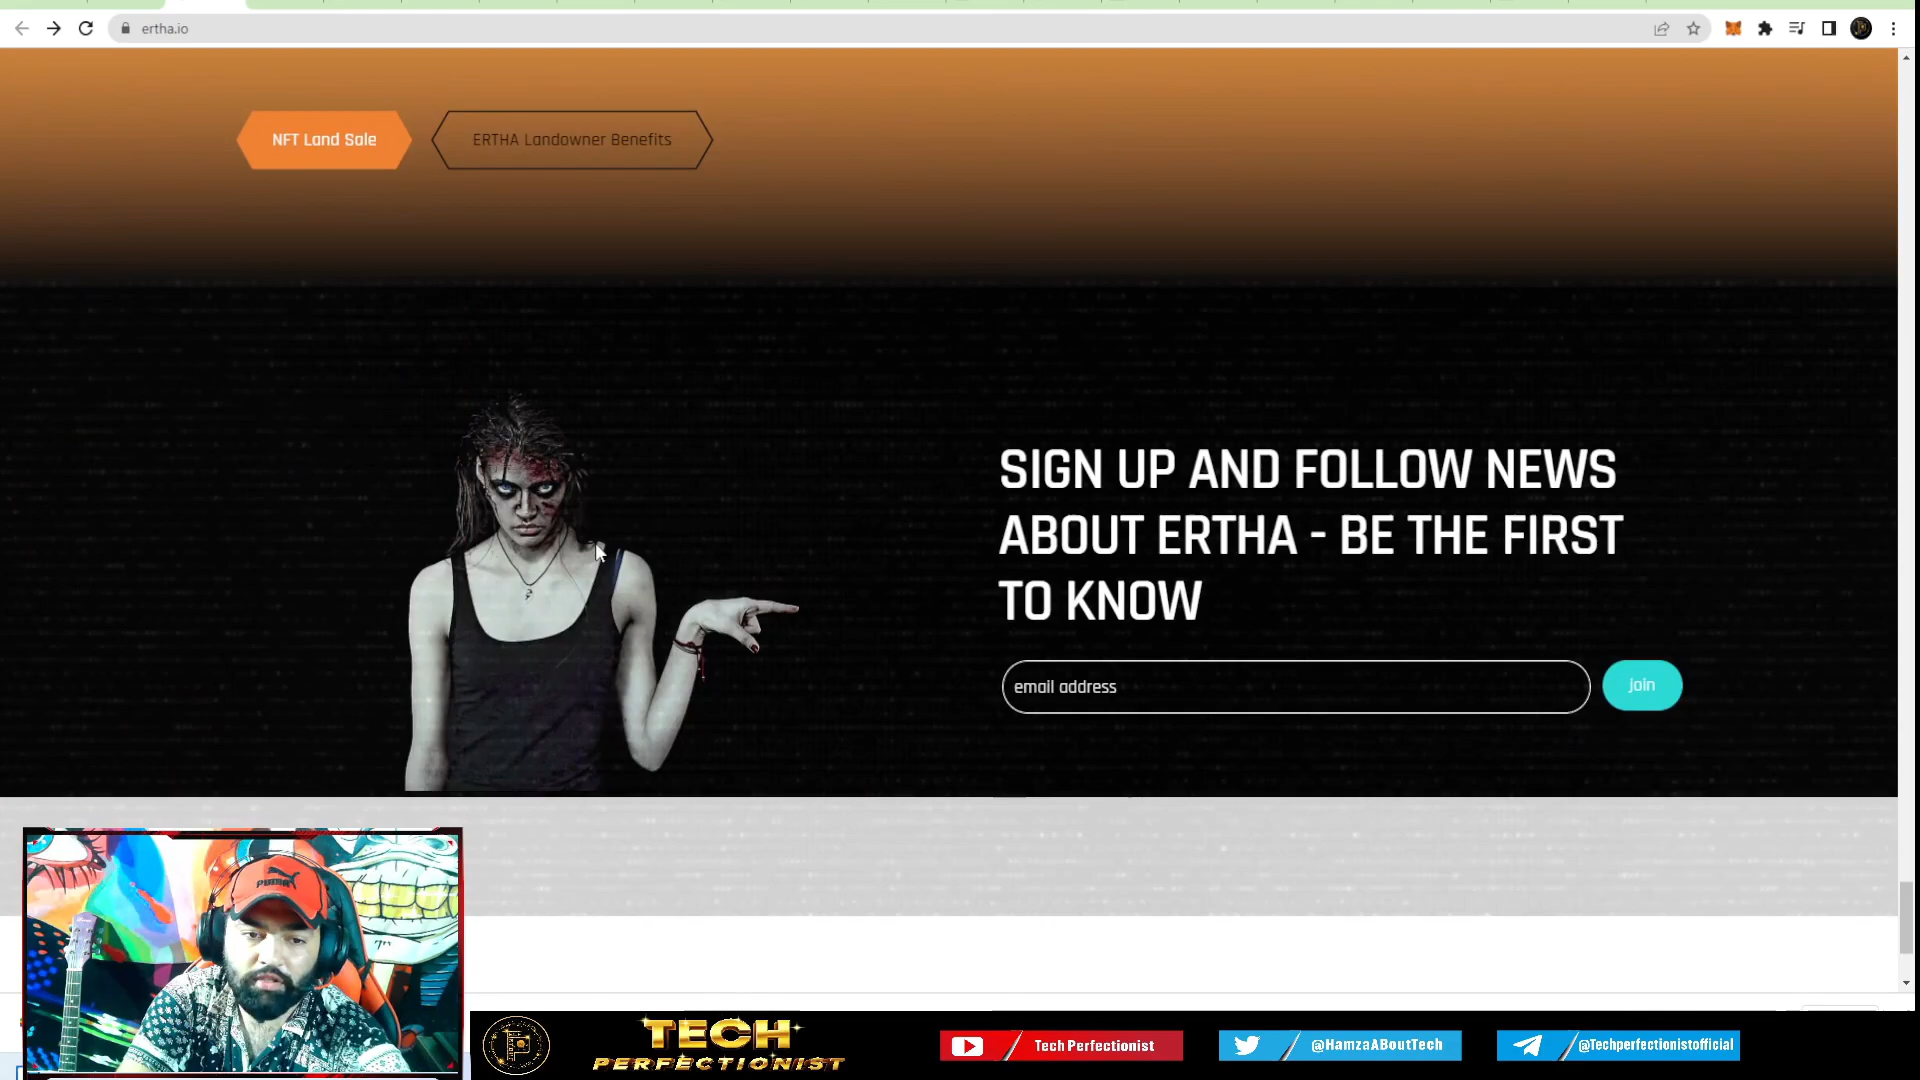 ertha.io
NFT Land Sale
ERTHA Landowner Benefits
SIGN UP AND FOLLOW NEWS
ABOUT ERTHA - BE THE FIRST
TO KNOW
email address
Join
PUMA
TECH
PERFECTIONIST
Tech Perfectionist
@HamzaABoutTech
@Techperfectionistofficial